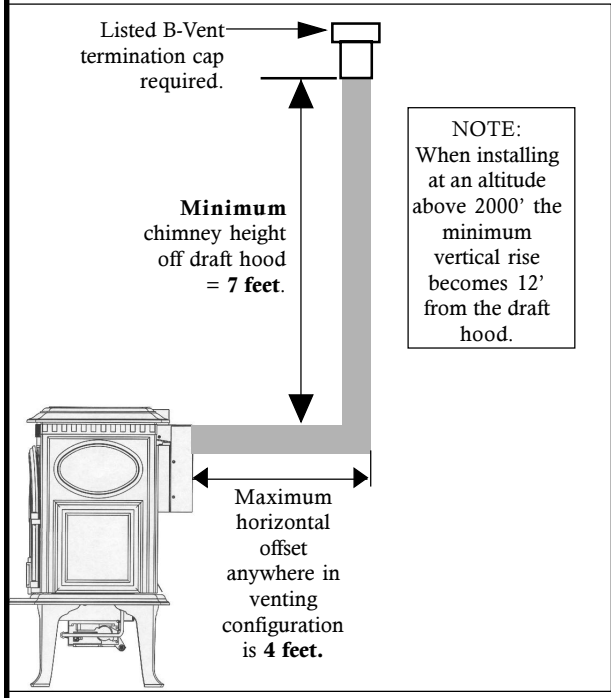 Listed B-Vent
termination cap
required.
NOTE:
When installing
at an altitude
above 2000’ the
minimum
vertical rise
becomes 12’
from the draft
hood.
Minimum
chimney height
off draft hood
= 7 feet.
Maximum
horizontal
offset
anywhere in
venting
configuration
is 4 feet.